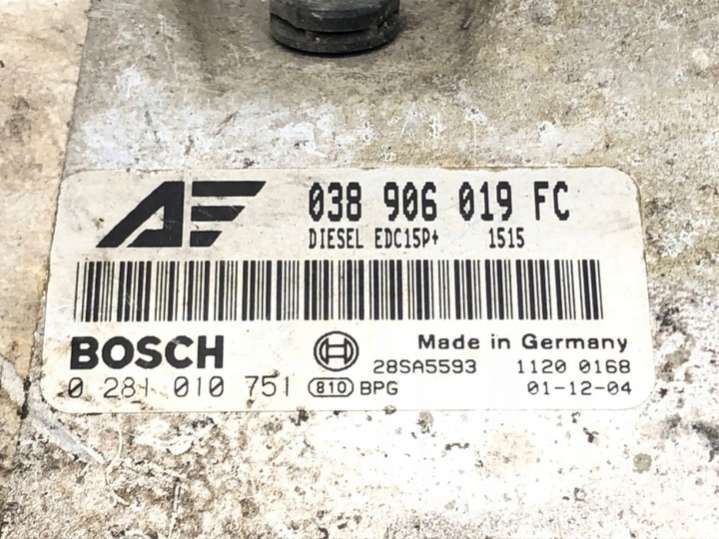 AF 038 906 019 FC
DIESEL EDC15P+ 1515
BOSCH Made in Germany
28SA5593 1120 0168
0 281 010 751 810 BPG 01-12-04